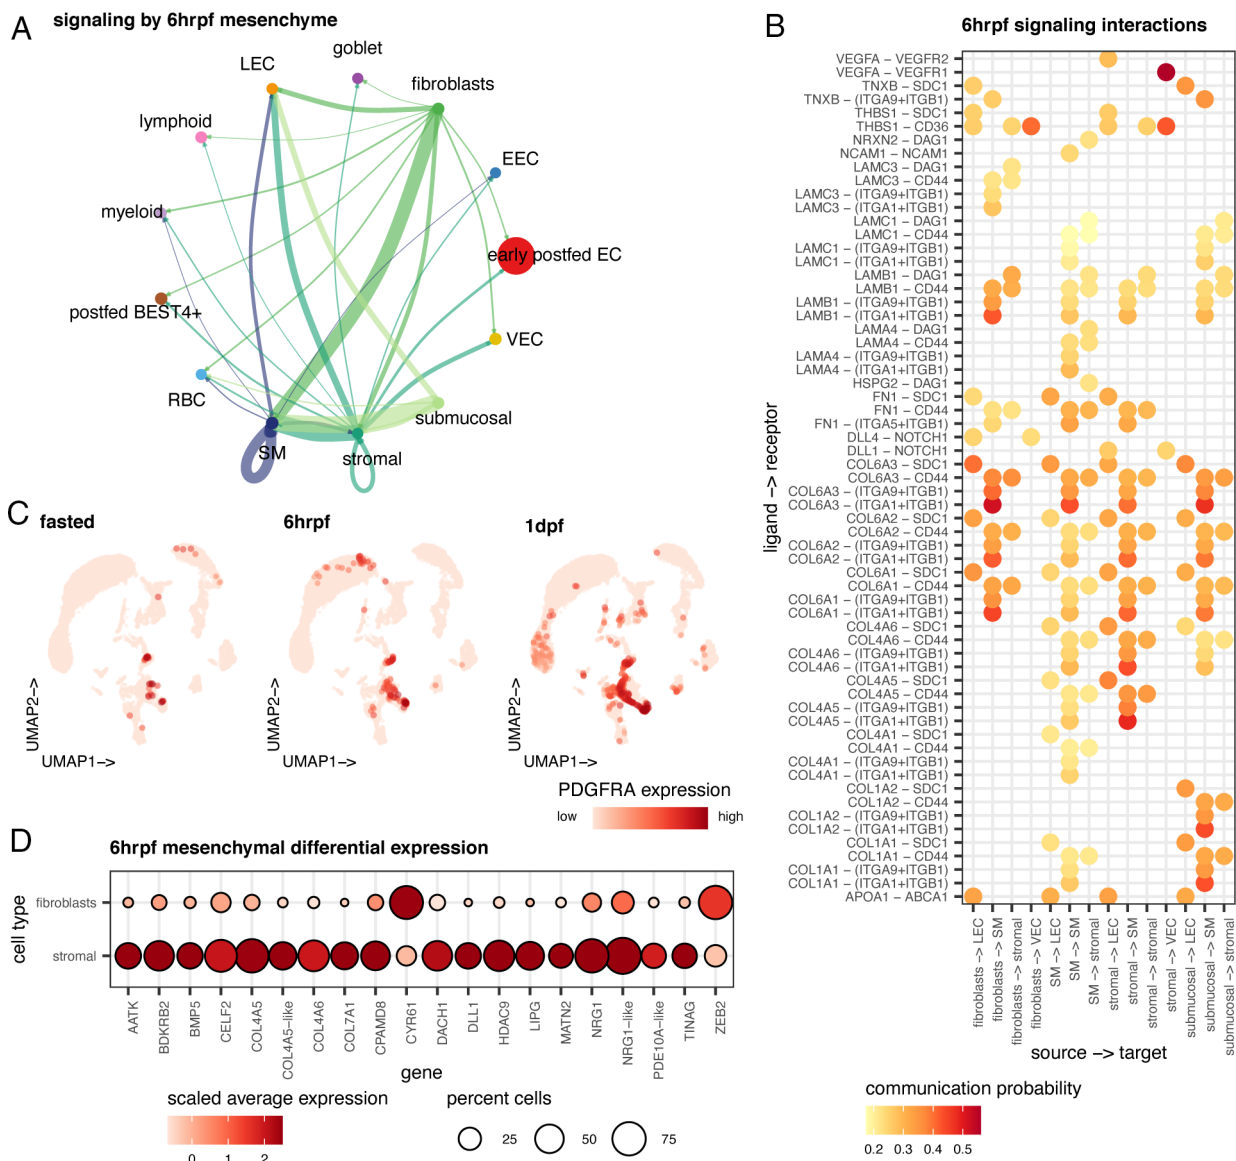 A
signaling by 6hrpf mesenchyme
LEC
goblet
fibroblasts
lymphoid
EEC
myeloid
early postfed EC
postfed BEST4+
VEC
RBC
submucosal
SM
stromal
B
6hrpf signaling interactions
ligand –> receptor
VEGFA – VEGFR2
VEGFA – VEGFR1
TNXB – SDC1
TNXB – (ITGA9+ITGB1)
THBS1 – SDC1
THBS1 – CD36
NRXN2 – DAG1
NCAM1 – NCAM1
LAMC3 – DAG1
LAMC3 – CD44
LAMC3 – (ITGA9+ITGB1)
LAMC3 – (ITGA1+ITGB1)
LAMC1 – DAG1
LAMC1 – CD44
LAMC1 – (ITGA9+ITGB1)
LAMC1 – (ITGA1+ITGB1)
LAMB1 – DAG1
LAMB1 – CD44
LAMB1 – (ITGA9+ITGB1)
LAMB1 – (ITGA1+ITGB1)
LAMA4 – DAG1
LAMA4 – CD44
LAMA4 – (ITGA9+ITGB1)
LAMA4 – (ITGA1+ITGB1)
HSPG2 – DAG1
FN1 – SDC1
FN1 – CD44
FN1 – (ITGA5+ITGB1)
DLL4 – NOTCH1
DLL1 – NOTCH1
COL6A3 – SDC1
COL6A3 – CD44
COL6A3 – (ITGA9+ITGB1)
COL6A3 – (ITGA1+ITGB1)
COL6A2 – SDC1
COL6A2 – CD44
COL6A2 – (ITGA9+ITGB1)
COL6A2 – (ITGA1+ITGB1)
COL6A1 – SDC1
COL6A1 – CD44
COL6A1 – (ITGA9+ITGB1)
COL6A1 – (ITGA1+ITGB1)
COL4A6 – SDC1
COL4A6 – CD44
COL4A6 – (ITGA9+ITGB1)
COL4A6 – (ITGA1+ITGB1)
COL4A5 – SDC1
COL4A5 – CD44
COL4A5 – (ITGA9+ITGB1)
COL4A5 – (ITGA1+ITGB1)
COL4A1 – SDC1
COL4A1 – CD44
COL4A1 – (ITGA9+ITGB1)
COL4A1 – (ITGA1+ITGB1)
COL1A2 – SDC1
COL1A2 – CD44
COL1A2 – (ITGA9+ITGB1)
COL1A2 – (ITGA1+ITGB1)
COL1A1 – SDC1
COL1A1 – CD44
COL1A1 – (ITGA9+ITGB1)
COL1A1 – (ITGA1+ITGB1)
APOA1 – ABCA1
fibroblasts –> LEC
fibroblasts –> SM
fibroblasts –> stromal
fibroblasts –> VEC
SM –> LEC
SM –> SM
SM –> stromal
stromal –> LEC
stromal –> SM
stromal –> stromal
stromal –> VEC
submucosal –> LEC
submucosal –> SM
submucosal –> stromal
source –> target
communication probability
0.2 0.3 0.4 0.5
C
fasted
6hrpf
1dpf
UMAP2–>
UMAP1–>
UMAP2–>
UMAP1–>
UMAP2–>
UMAP1–>
PDGFRA expression
low
high
D
6hrpf mesenchymal differential expression
cell type
fibroblasts
stromal
AATK
BDKRB2
BMP5
CELF2
COL4A5
COL4A5–like
COL4A6
COL7A1
CPAMD8
CYR61
DACH1
DLL1
HDAC9
LIPG
MATN2
NRG1
NRG1–like
PDE10A–like
TINAG
ZEB2
gene
scaled average expression
0 1 2
percent cells
25
50
75